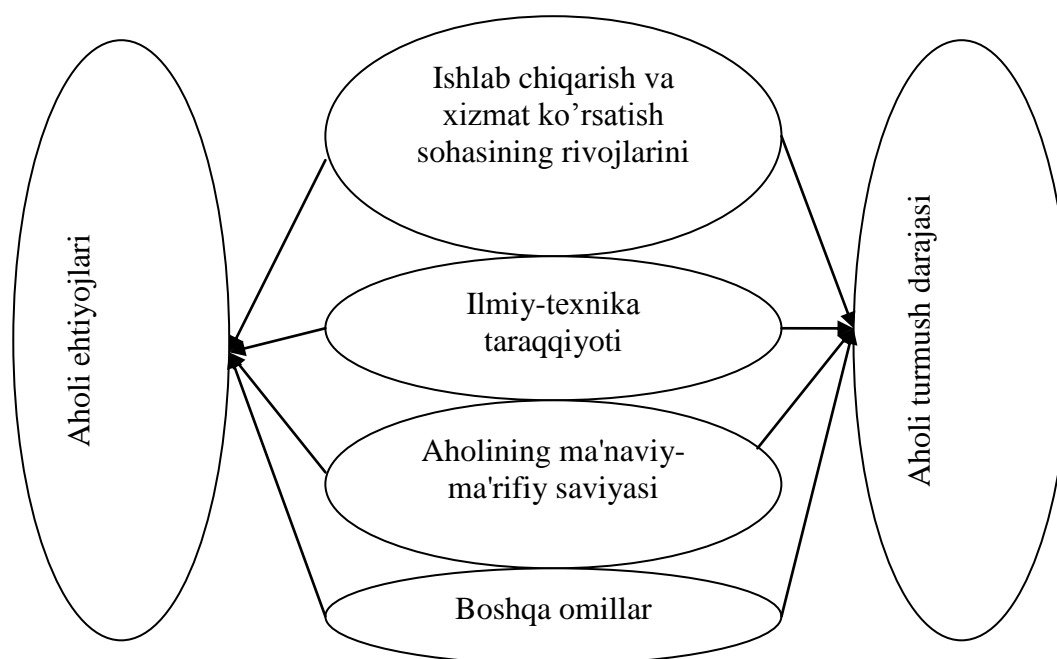 Aholi ehtiyojlari
Ishlab chiqarish va
xizmat ko’rsatish
sohasining rivojlarini
Ilmiy-texnika
taraqqiyoti
Aholining ma'naviy-
ma'rifiy saviyasi
Boshqa omillar
Aholi turmush darajasi